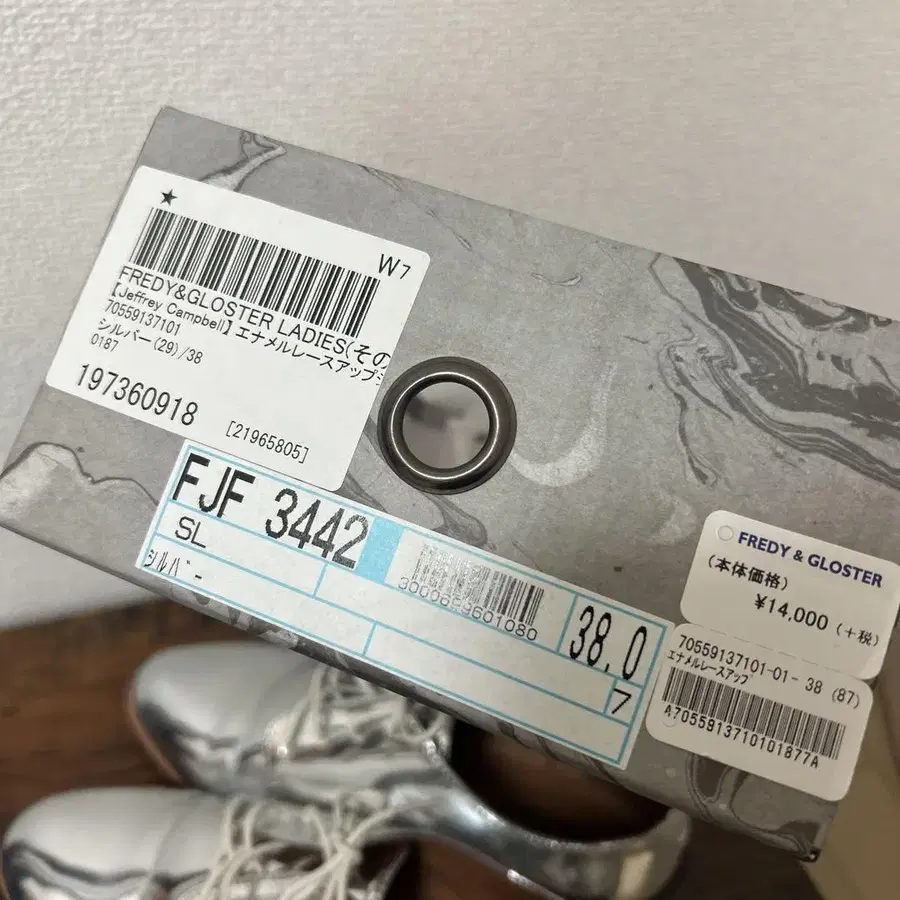 ★
W7
FREDY&GLOSTER LADIES(その
【Jeffrey Campbell】エナメルレースアップシ
70559137101
シルバー(29)/38
0187
197360918
[21965805]
FJF 3442
SL
シルバー
3000659601080
38.0
7
FREDY & GLOSTER
(本体価格)
¥14,000 (+税)
70559137101-01- 38 (87)
エナメルレースアップ
A7055913710101877A